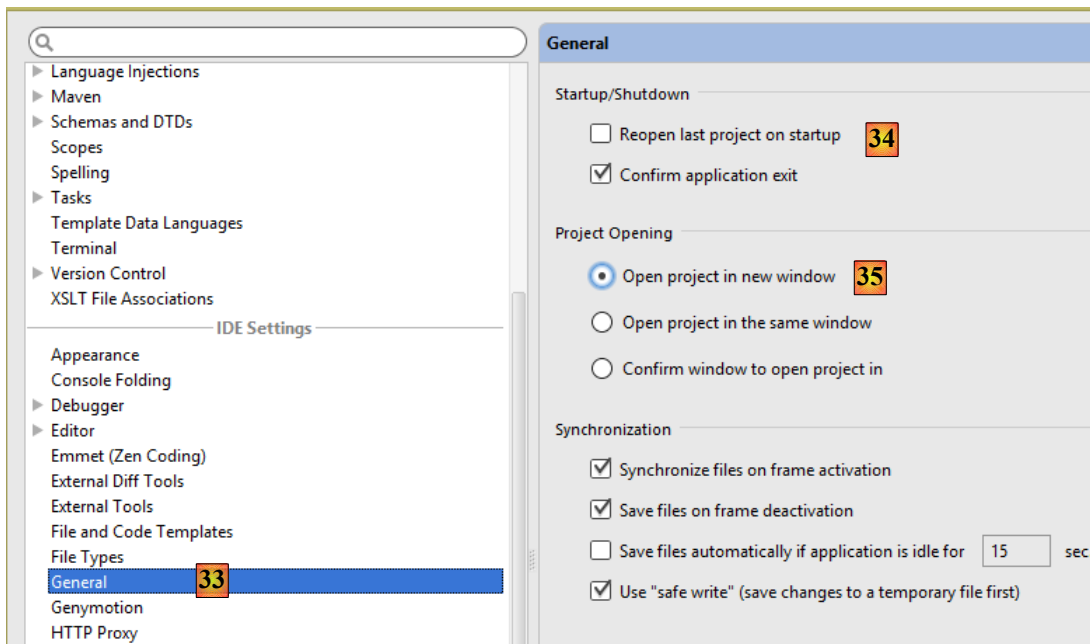 Language Injections
Maven
Schemas and DTDs
Scopes
Spelling
Tasks
Template Data Languages
Terminal
Version Control
XSLT File Associations
IDE Settings
Appearance
Console Folding
Debugger
Editor
Emmet (Zen Coding)
External Diff Tools
External Tools
File and Code Templates
File Types
General 33
Genymotion
HTTP Proxy
General
Startup/Shutdown
Reopen last project on startup 34
Confirm application exit
Project Opening
Open project in new window 35
Open project in the same window
Confirm window to open project in
Synchronization
Synchronize files on frame activation
Save files on frame deactivation
Save files automatically if application is idle for 15 sec
Use "safe write" (save changes to a temporary file first)